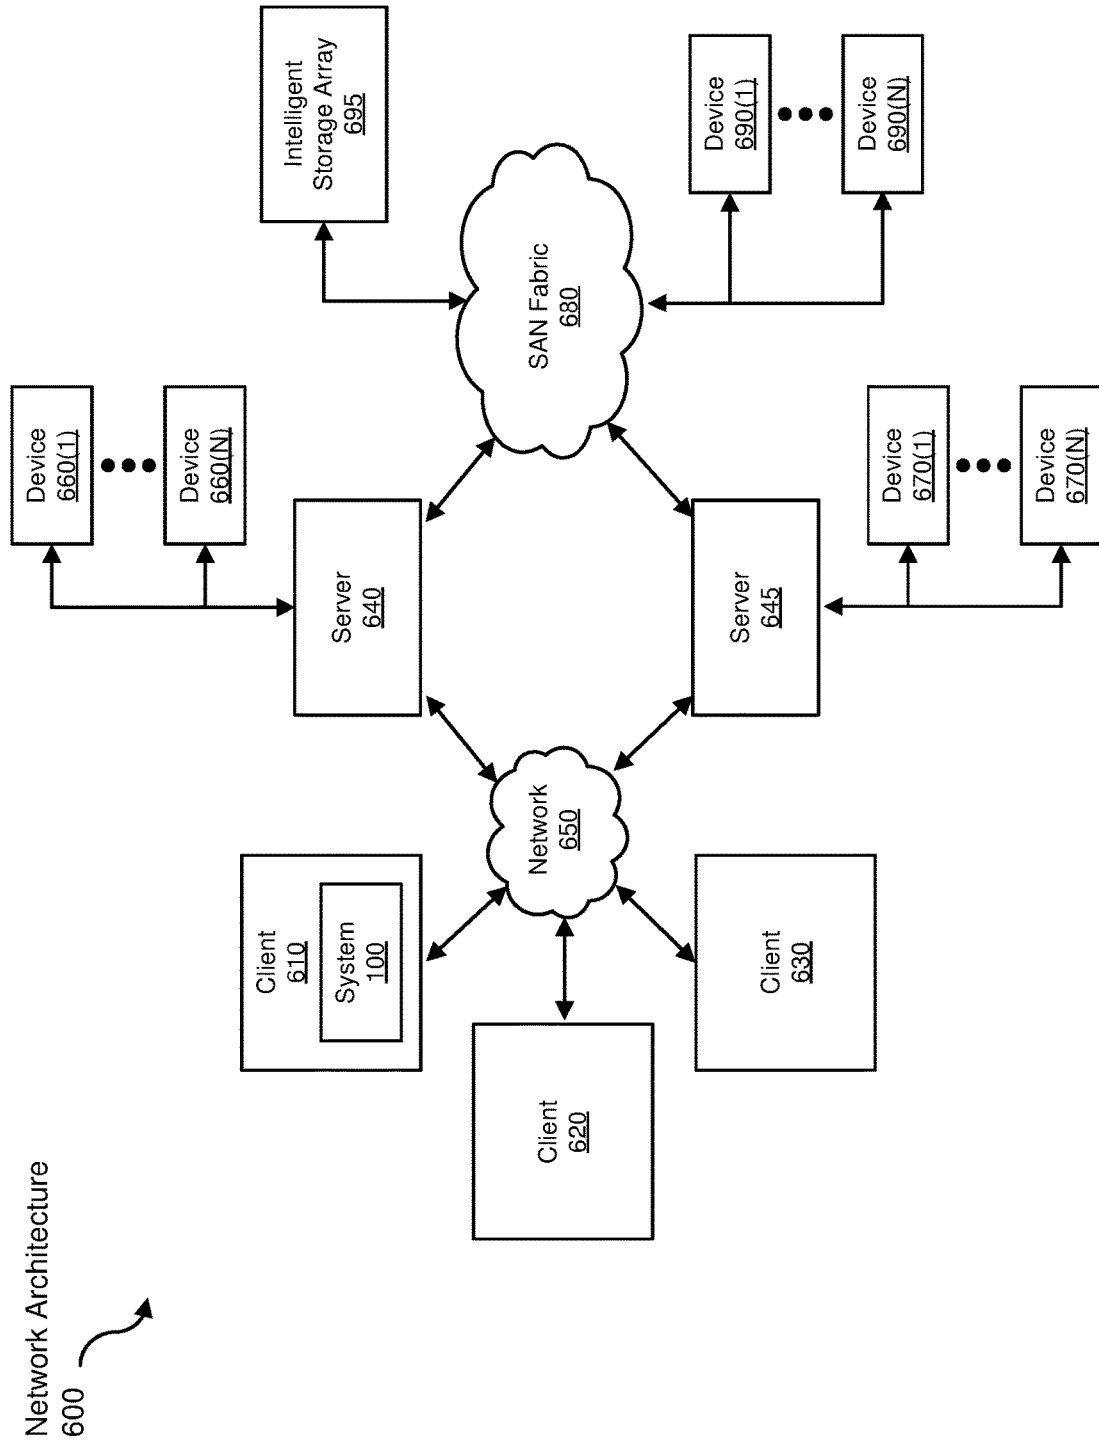 Network Architecture
600
Client
610
System
100
Client
620
Client
630
Network
650
Server
640
Server
645
Device
660(1)
Device
660(N)
Device
670(1)
Device
670(N)
SAN Fabric
680
Intelligent
Storage Array
695
Device
690(1)
Device
690(N)